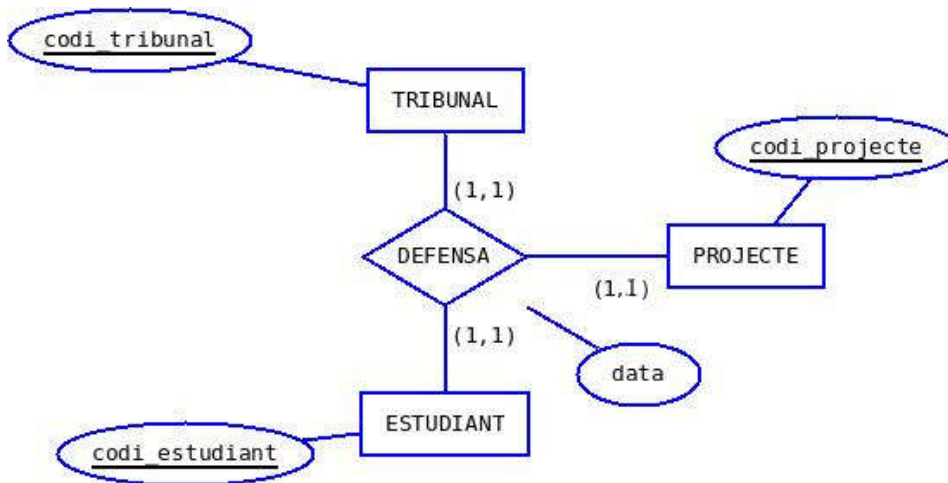 codi_tribunal
TRIBUNAL
codi_projecte
(1,1)
DEFENSA
PROJECTE
(1,1)
(1,1)
data
ESTUDIANT
codi_estudiant